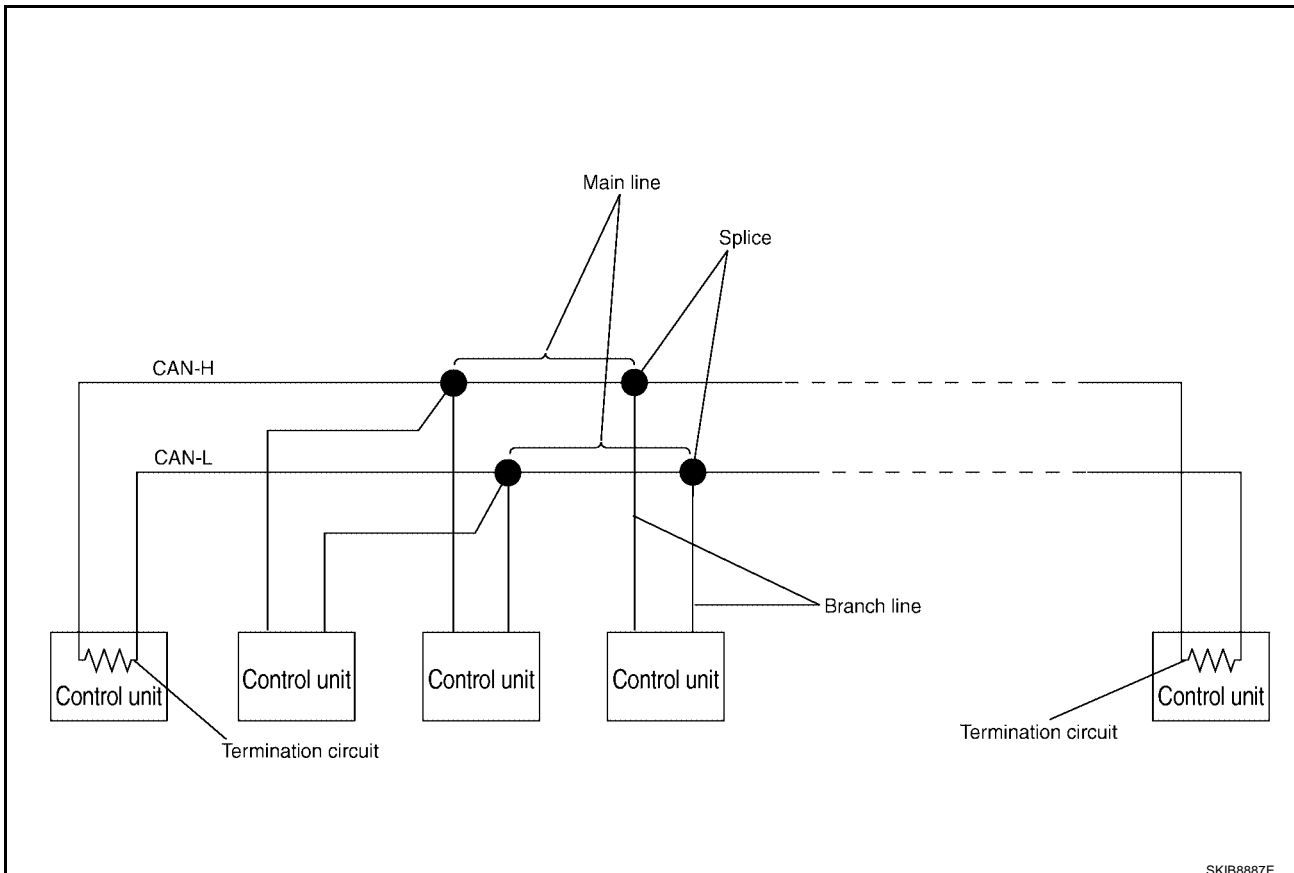 Main line
Splice
CAN-H
CAN-L
Branch line
Control unit
Control unit
Control unit
Control unit
Control unit
Termination circuit
Termination circuit
SKIB8887E